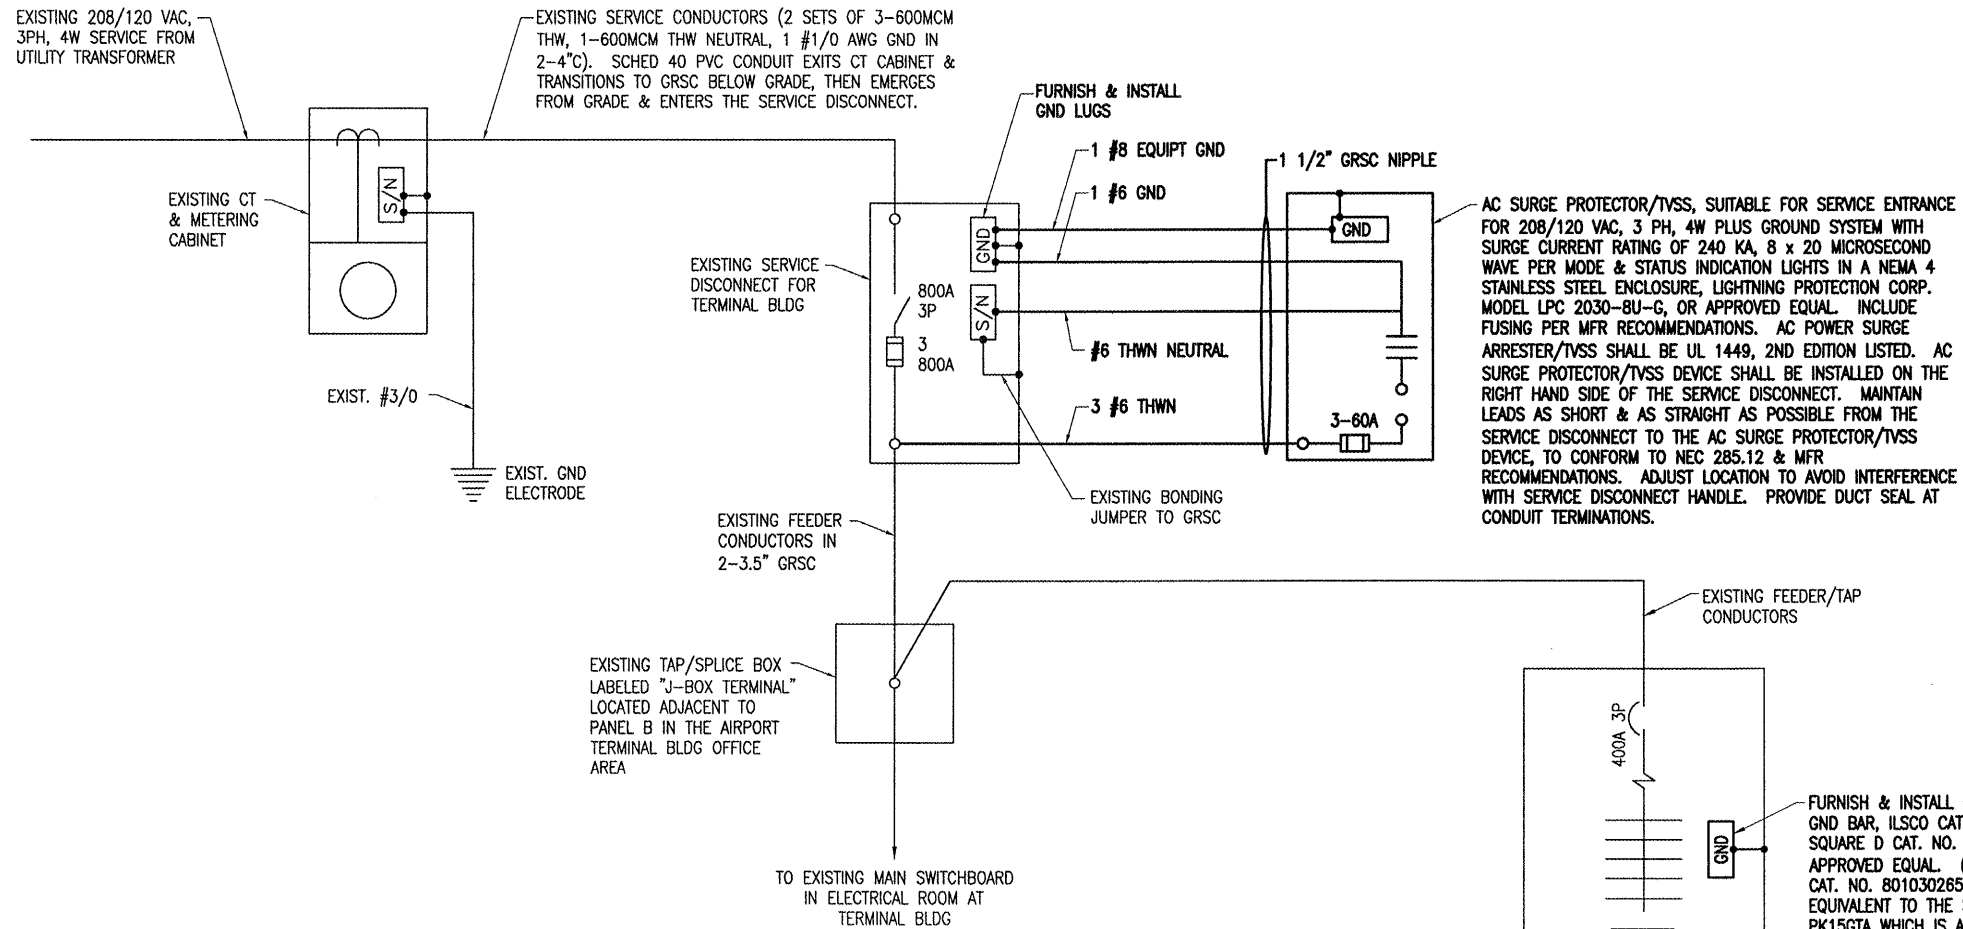 EXISTING 208/120 VAC,
3PH, 4W SERVICE FROM
UTILITY TRANSFORMER
EXISTING SERVICE CONDUCTORS (2 SETS OF 3-600MCM
THW, 1-600MCM THW NEUTRAL, 1 #1/0 AWG GND IN
2-4"C). SCHED 40 PVC CONDUIT EXITS CT CABINET &
TRANSITIONS TO GRSC BELOW GRADE, THEN EMERGES
FROM GRADE & ENTERS THE SERVICE DISCONNECT.
EXISTING CT
& METERING
CABINET
S/N
EXIST. #3/0
EXIST. GND
ELECTRODE
FURNISH & INSTALL
GND LUGS
1 #8 EQUIPT GND
1 #6 GND
1 1/2" GRSC NIPPLE
EXISTING SERVICE
DISCONNECT FOR
TERMINAL BLDG
800A
3P
3
800A
GND
S/N
GND
#6 THWN NEUTRAL
3 #6 THWN
3-60A
EXISTING BONDING
JUMPER TO GRSC
AC SURGE PROTECTOR/TVSS, SUITABLE FOR SERVICE ENTRANCE
FOR 208/120 VAC, 3 PH, 4W PLUS GROUND SYSTEM WITH
SURGE CURRENT RATING OF 240 KA, 8 x 20 MICROSECOND
WAVE PER MODE & STATUS INDICATION LIGHTS IN A NEMA 4
STAINLESS STEEL ENCLOSURE, LIGHTNING PROTECTION CORP.
MODEL LPC 2030-8U-G, OR APPROVED EQUAL. INCLUDE
FUSING PER MFR RECOMMENDATIONS. AC POWER SURGE
ARRESTER/TVSS SHALL BE UL 1449, 2ND EDITION LISTED. AC
SURGE PROTECTOR/TVSS DEVICE SHALL BE INSTALLED ON THE
RIGHT HAND SIDE OF THE SERVICE DISCONNECT. MAINTAIN
LEADS AS SHORT & AS STRAIGHT AS POSSIBLE FROM THE
SERVICE DISCONNECT TO THE AC SURGE PROTECTOR/TVSS
DEVICE, TO CONFORM TO NEC 285.12 & MFR
RECOMMENDATIONS. ADJUST LOCATION TO AVOID INTERFERENCE
WITH SERVICE DISCONNECT HANDLE. PROVIDE DUCT SEAL AT
CONDUIT TERMINATIONS.
EXISTING FEEDER
CONDUCTORS IN
2-3.5" GRSC
EXISTING FEEDER/TAP
CONDUCTORS
EXISTING TAP/SPLICE BOX
LABELED "J-BOX TERMINAL"
LOCATED ADJACENT TO
PANEL B IN THE AIRPORT
TERMINAL BLDG OFFICE
AREA
400A 3P
GND
FURNISH & INSTALL
GND BAR, ILSCO CAT
SQUARE D CAT. NO.
APPROVED EQUAL. (
CAT. NO. 801030265
EQUIVALENT TO THE
PK15GTA WHICH IS A
TO EXISTING MAIN SWITCHBOARD
IN ELECTRICAL ROOM AT
TERMINAL BLDG